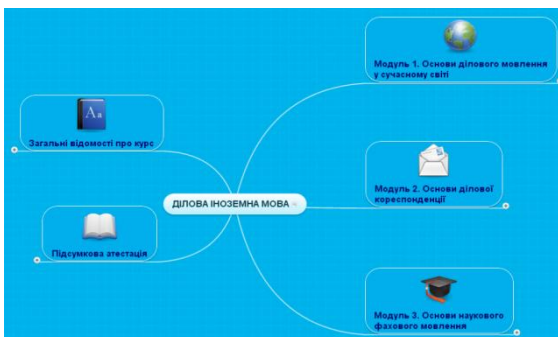 Модуль 1. Основи ділового мовлення
у сучасному світі
Aa
Загальні відомості про курс
ДІЛОВА ІНОЗЕМНА МОВА
Модуль 2. Основи ділової
кореспонденції
Підсумкова атестація
Модуль 3. Основи наукового
фахового мовлення